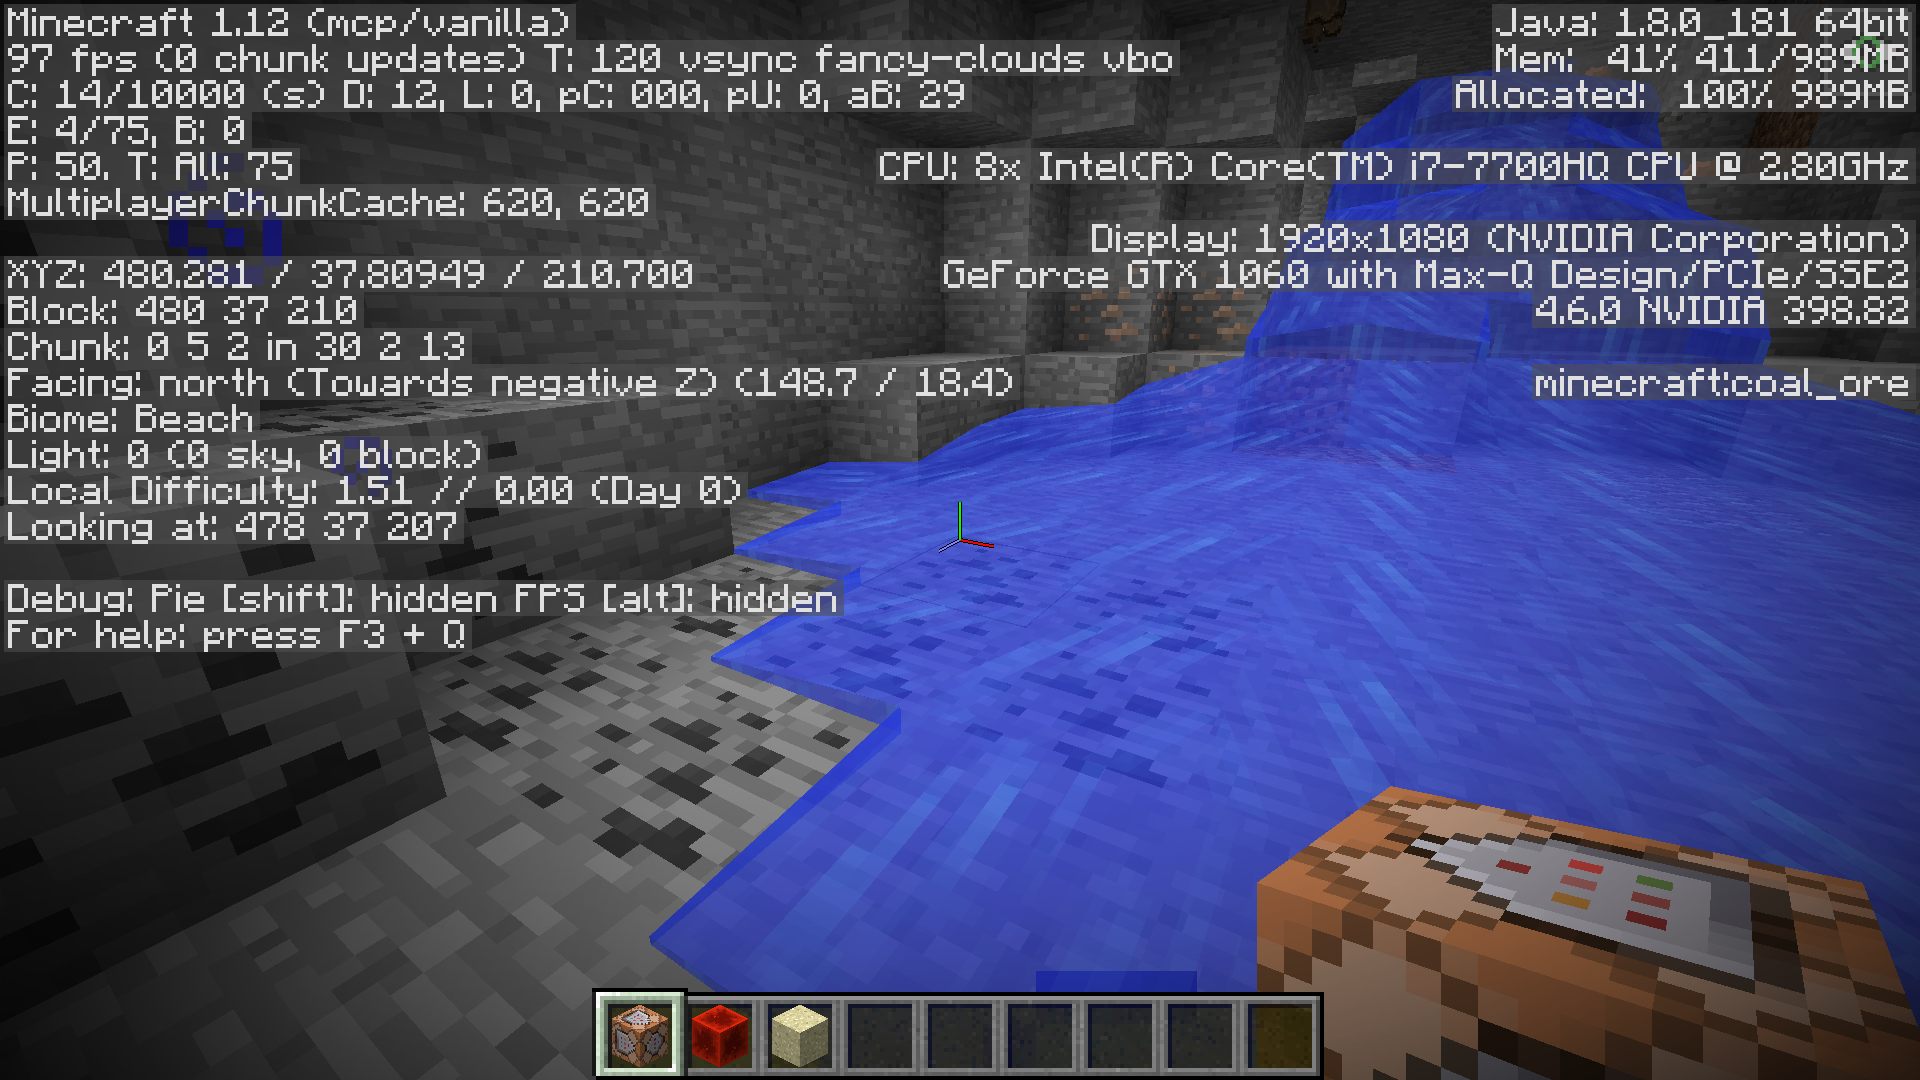 Minecraft 1.12 (mcp/vanilla)
97 fps (0 chunk updates) T: 120 vsync fancy-clouds vbo
C: 14/10000 (s) D: 12, L: 0, pC: 000, pU: 0, aB: 29
E: 4/75, B: 0
P: 50. T: All: 75
MultiplayerChunkCache: 620, 620
XYZ: 480.281 / 37.80949 / 210.700
Block: 480 37 210
Chunk: 0 5 2 in 30 2 13
Facing: north (Towards negative Z) (148.7 / 18.4)
Biome: Beach
Light: 0 (0 sky, 0 block)
Local Difficulty: 1.51 // 0.00 (Day 0)
Looking at: 478 37 207
Debug: Pie [shift]: hidden FPS [alt]: hidden
For help: press F3 + Q
Java: 1.8.0_181 64bit
Mem: 41% 411/989MB
Allocated: 100% 989MB
CPU: 8x Intel(R) Core(TM) i7-7700HQ CPU @ 2.80GHz
Display: 1920x1080 (NVIDIA Corporation)
GeForce GTX 1060 with Max-Q Design/PCIe/SSE2
4.6.0 NVIDIA 398.82
minecraft:coal_ore